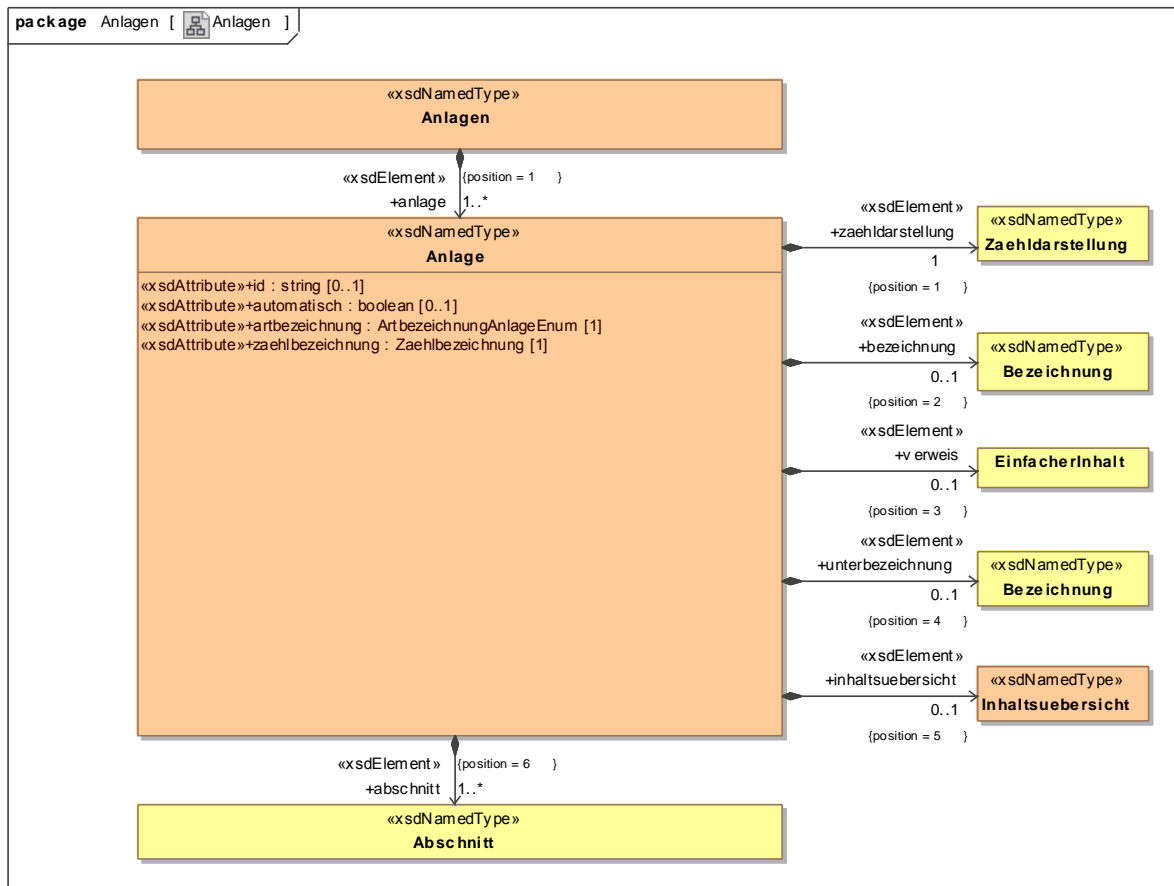 package Anlagen [ Anlagen ]
«xsdNamedType»
Anlagen
«xsdElement» {position = 1 }
+anlage 1..*
«xsdNamedType»
Anlage
«xsdAttribute»+id : string [0..1]
«xsdAttribute»+automatisch : boolean [0..1]
«xsdAttribute»+artbezeichnung : ArtbezeichnungAnlageEnum [1]
«xsdAttribute»+zaehlbezeichnung : Zaehlbezeichnung [1]
«xsdElement»
+zaehldarstellung
1
{position = 1 }
«xsdNamedType»
Zaehldarstellung
«xsdElement»
+bezeichnung
0..1
{position = 2 }
«xsdNamedType»
Bezeichnung
«xsdElement»
+verweis
0..1
{position = 3 }
EinfacherInhalt
«xsdElement»
+unterbezeichnung
0..1
{position = 4 }
«xsdNamedType»
Bezeichnung
«xsdElement»
+inhaltsuebersicht
0..1
{position = 5 }
«xsdNamedType»
Inhaltsuebersicht
«xsdElement» {position = 6 }
+abschnitt 1..*
«xsdNamedType»
Abschnitt